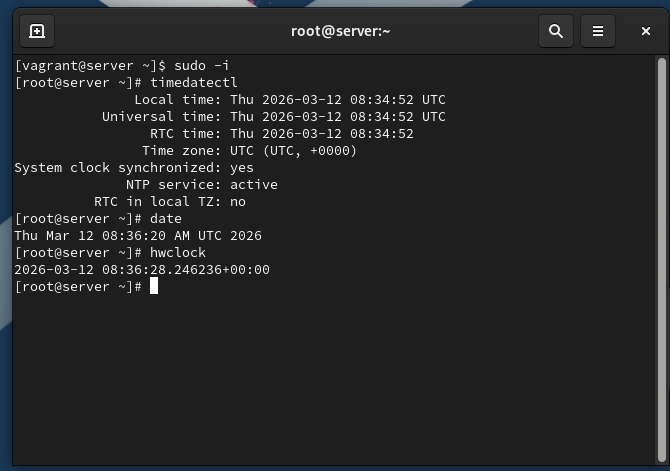 root@server:~
[vagrant@server ~]$ sudo -i
[root@server ~]# timedatectl
Local time: Thu 2026-03-12 08:34:52 UTC
Universal time: Thu 2026-03-12 08:34:52 UTC
RTC time: Thu 2026-03-12 08:34:52
Time zone: UTC (UTC, +0000)
System clock synchronized: yes
NTP service: active
RTC in local TZ: no
[root@server ~]# date
Thu Mar 12 08:36:20 AM UTC 2026
[root@server ~]# hwclock
2026-03-12 08:36:28.246236+00:00
[root@server ~]#